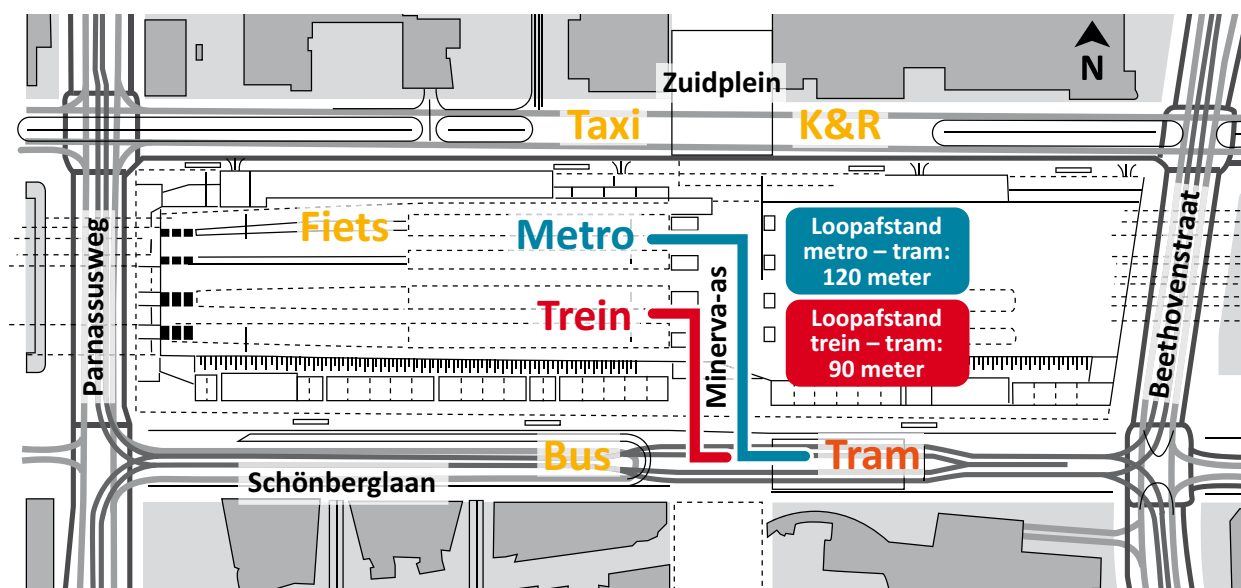 Zuidplein
N
Taxi
K&R
Fiets
Metro
Loopafstand
metro – tram:
120 meter
Trein
Loopafstand
trein – tram:
90 meter
Minerva-as
Parnassusweg
Beethovenstraat
Bus
Tram
Schönberglaan